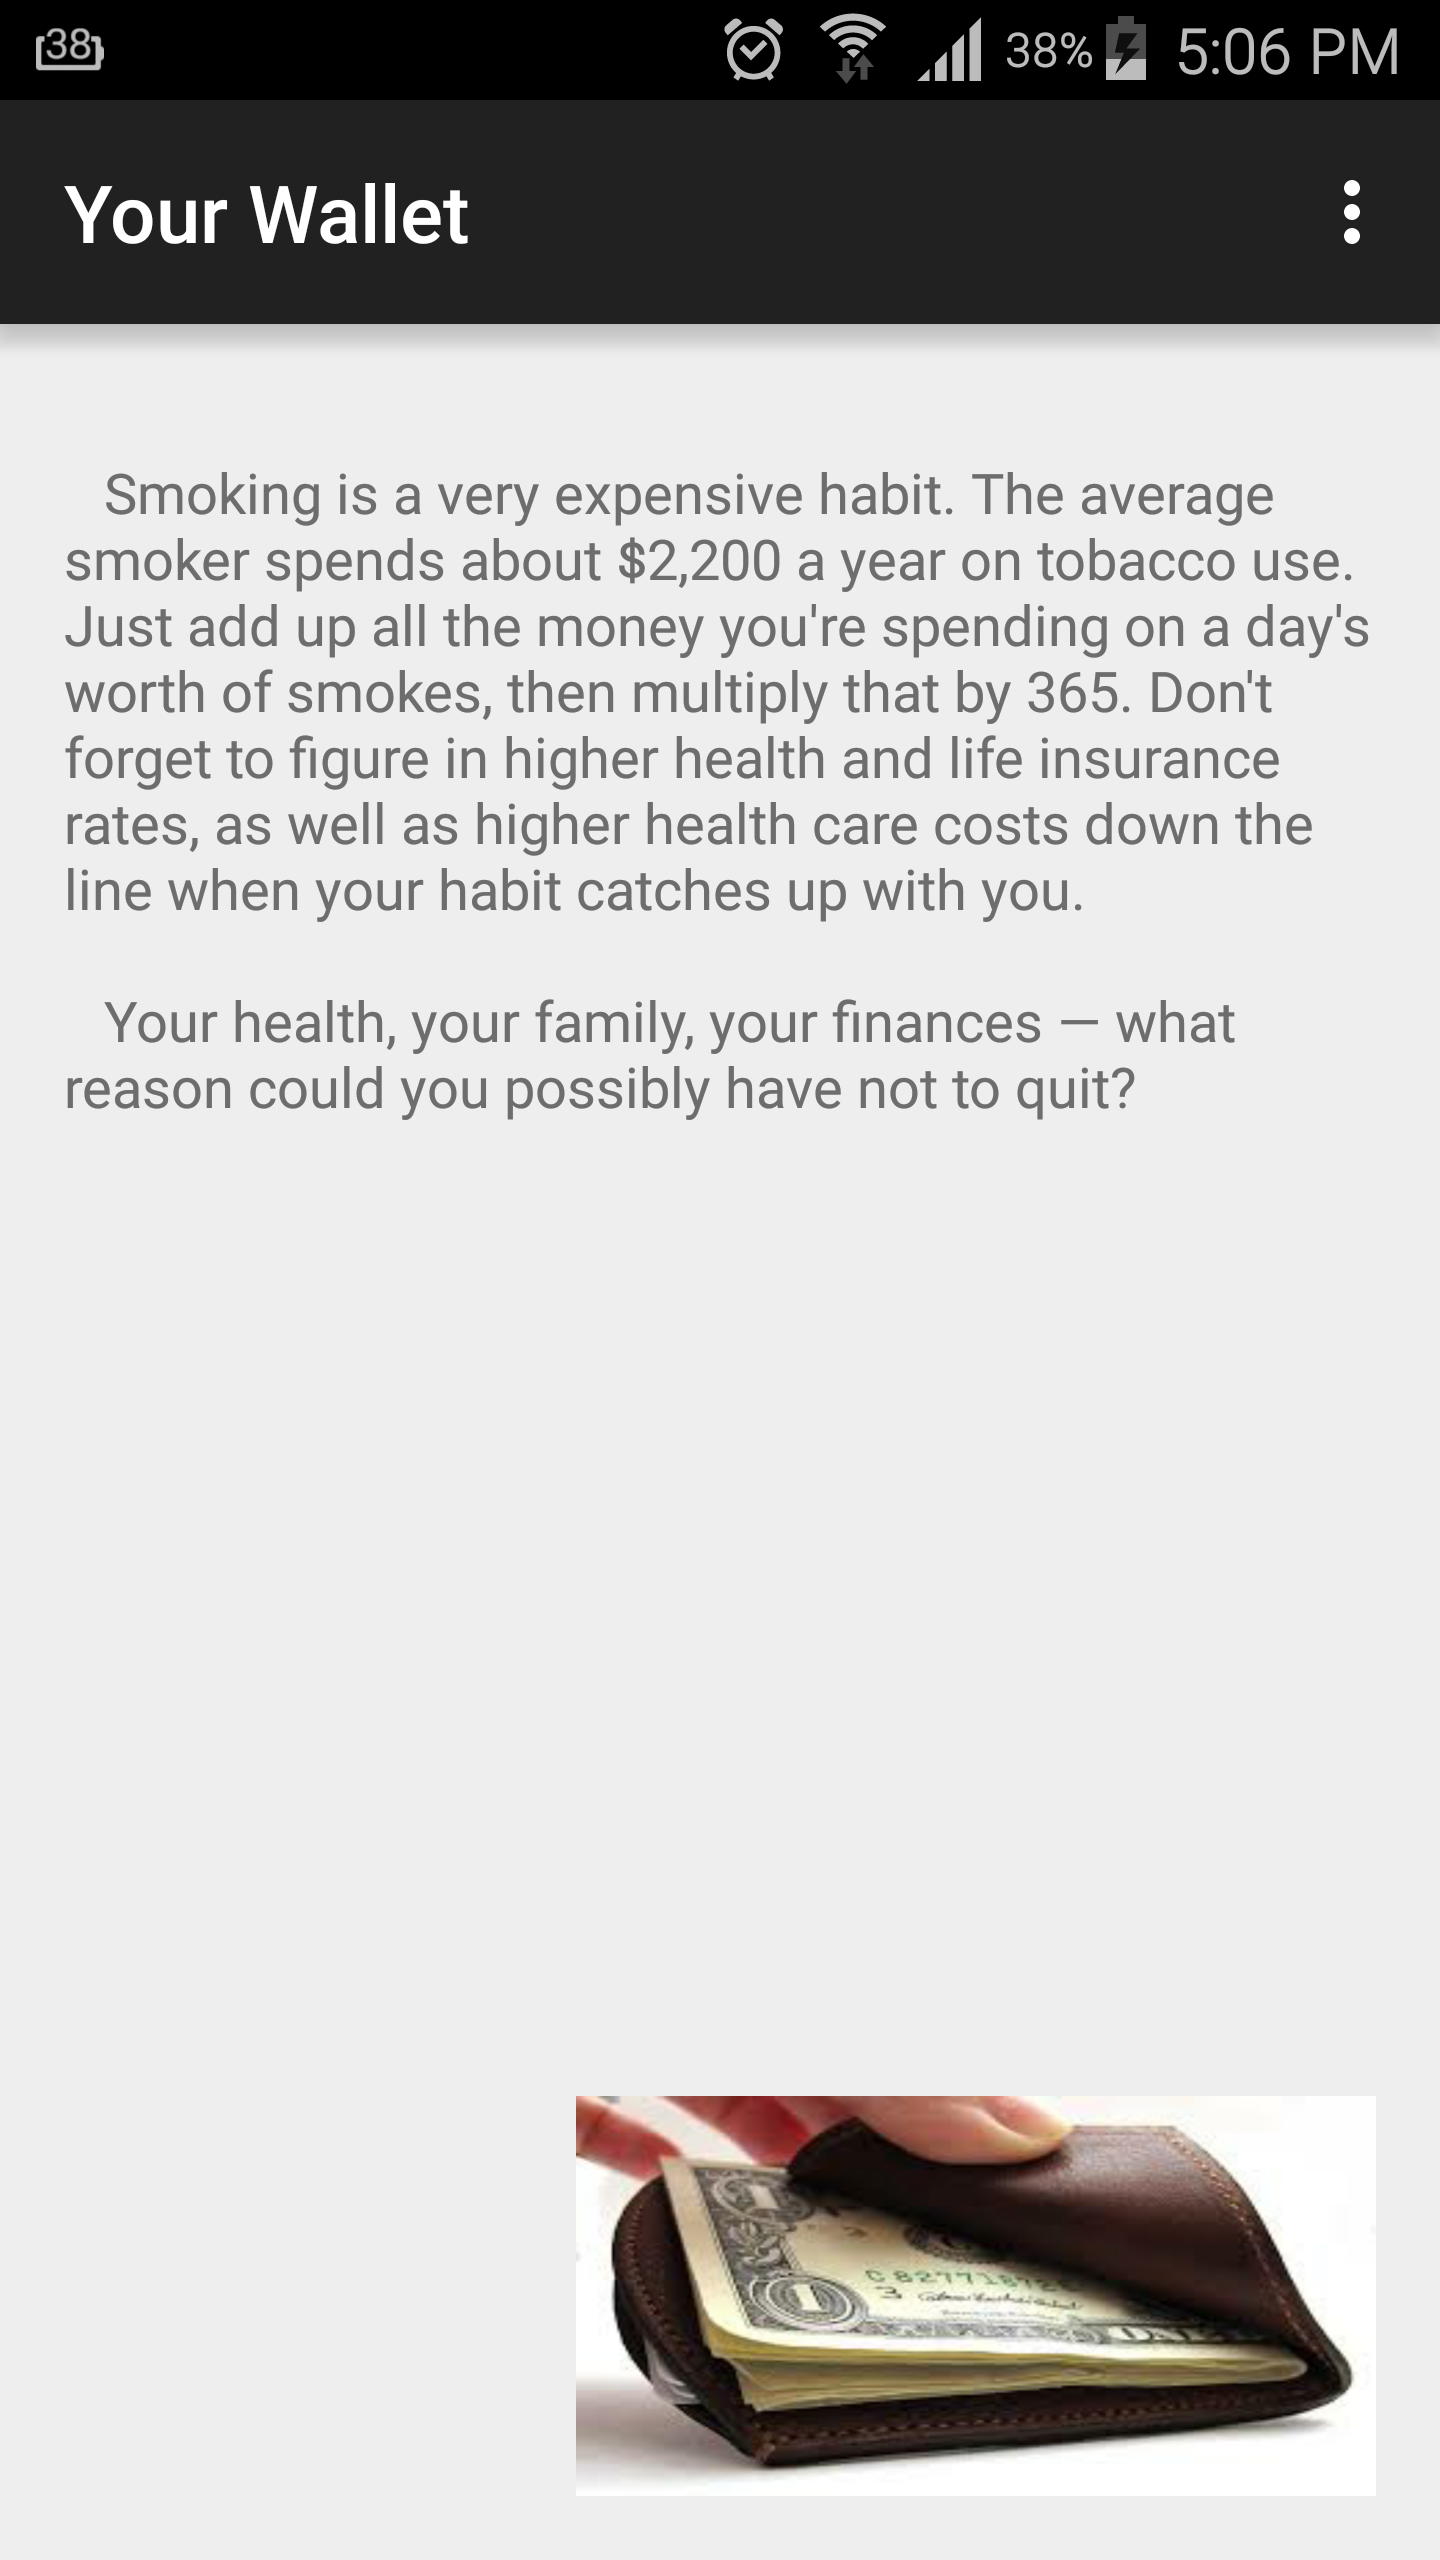 38
38% 5:06 PM
Your Wallet
Smoking is a very expensive habit. The average
smoker spends about $2,200 a year on tobacco use.
Just add up all the money you're spending on a day's
worth of smokes, then multiply that by 365. Don't
forget to figure in higher health and life insurance
rates, as well as higher health care costs down the
line when your habit catches up with you.
Your health, your family, your finances — what
reason could you possibly have not to quit?
1
1
3